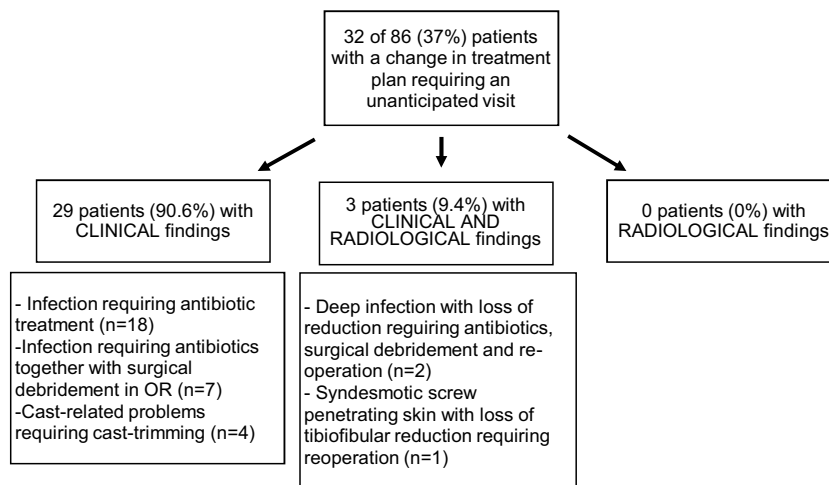 32 of 86 (37%) patients
with a change in treatment
plan requiring an
unanticipated visit
29 patients (90.6%) with
CLINICAL findings
3 patients (9.4%) with
CLINICAL AND
RADIOLOGICAL findings
0 patients (0%) with
RADIOLOGICAL findings
- Infection requiring antibiotic
treatment (n=18)
-Infection requiring antibiotics
together with surgical
debridement in OR (n=7)
-Cast-related problems
requiring cast-trimming (n=4)
- Deep infection with loss of
reduction requiring antibiotics,
surgical debridement and re-
operation (n=2)
- Syndesmotic screw
penetrating skin with loss of
tibiofibular reduction requiring
reoperation (n=1)